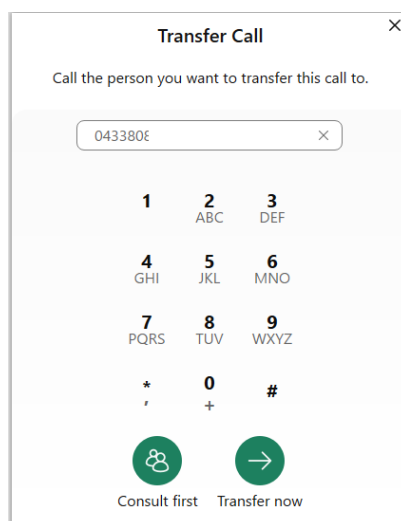 Transfer Call
Call the person you want to transfer this call to.
1 2 3
ABC DEF
4 5 6
GHI JKL MNO
7 8 9
PQRS TUV WXYZ
* 0 #
, +
Consult first Transfer now